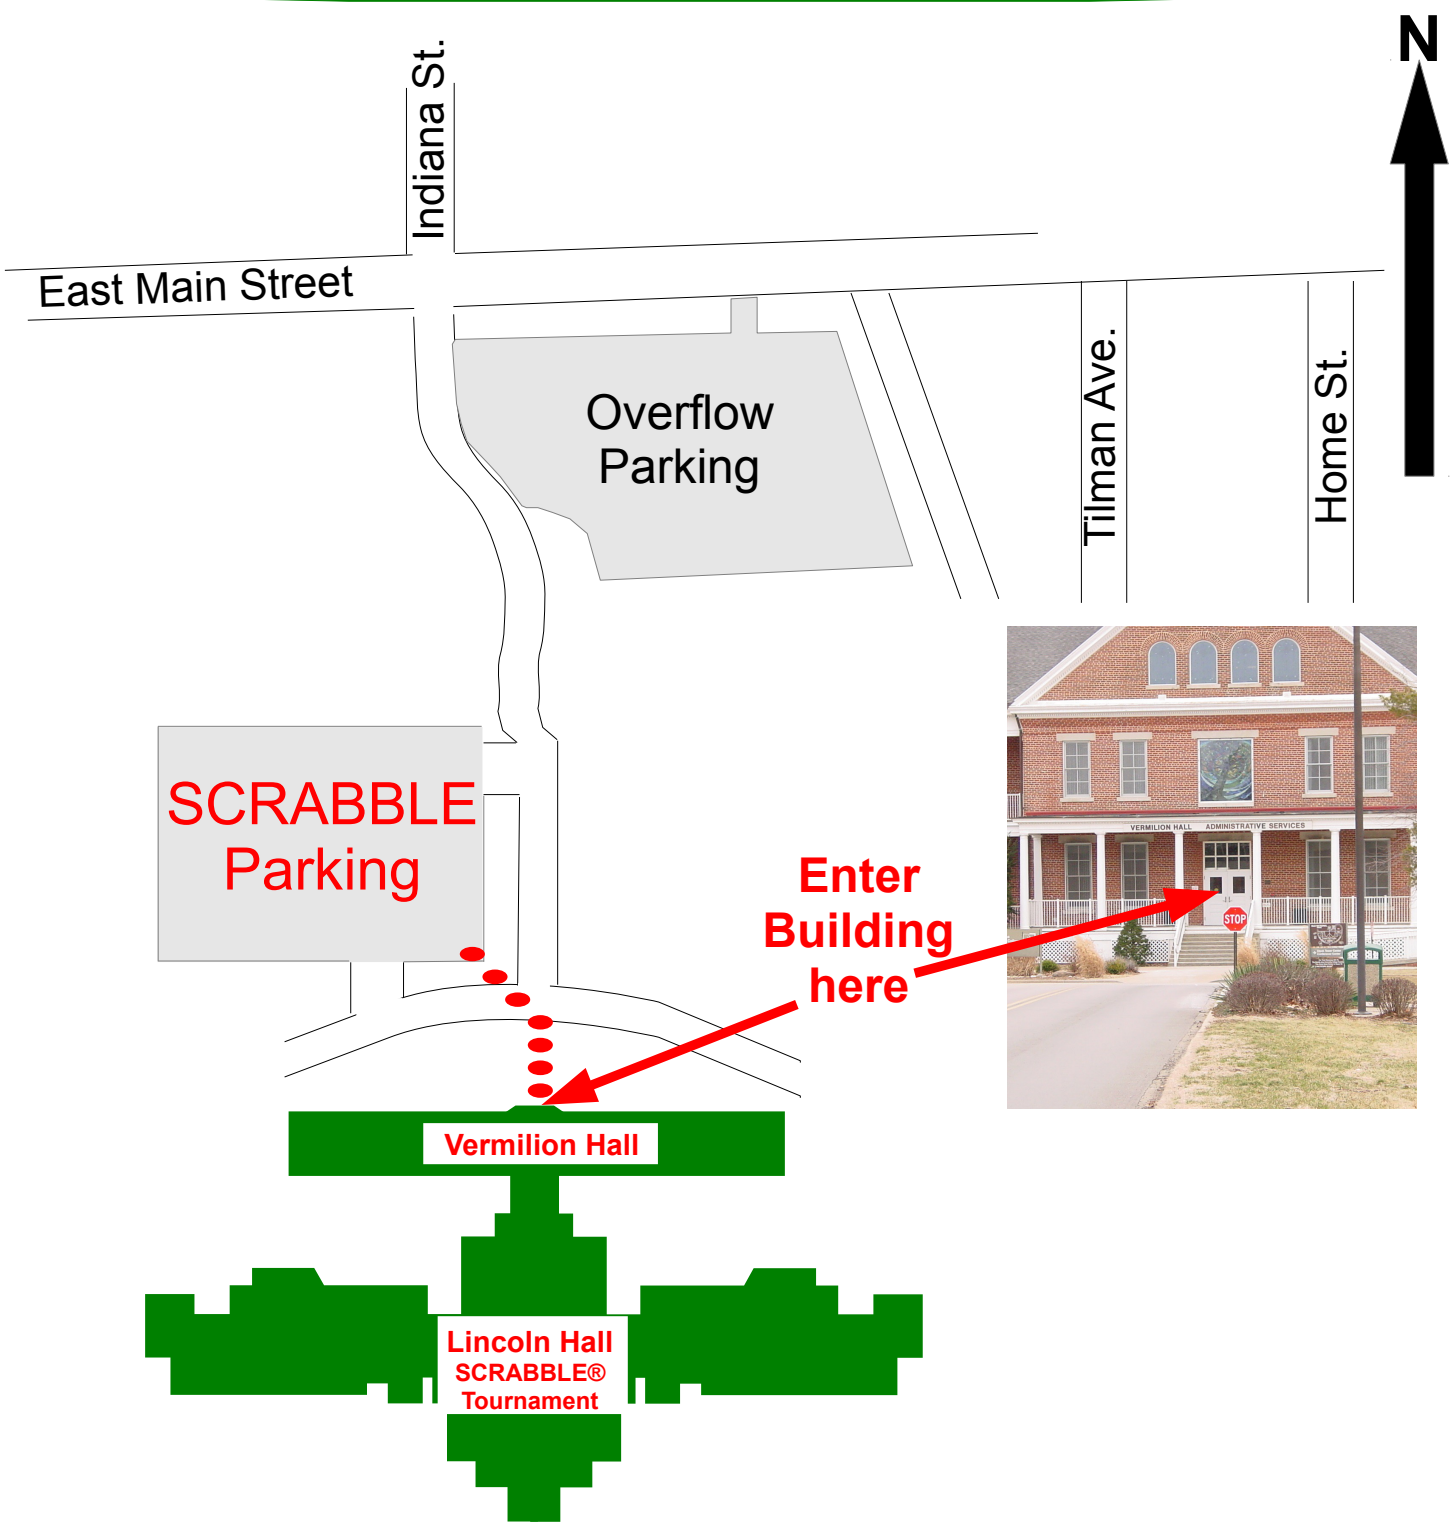 N
Indiana St.
East Main Street
Overflow
Parking
Tilman Ave.
Home St.
SCRABBLE
Parking
VERMILION HALL ADMINISTRATIVE SERVICES
STOP
Enter
Building
here
Vermilion Hall
Lincoln Hall
SCRABBLE®
Tournament